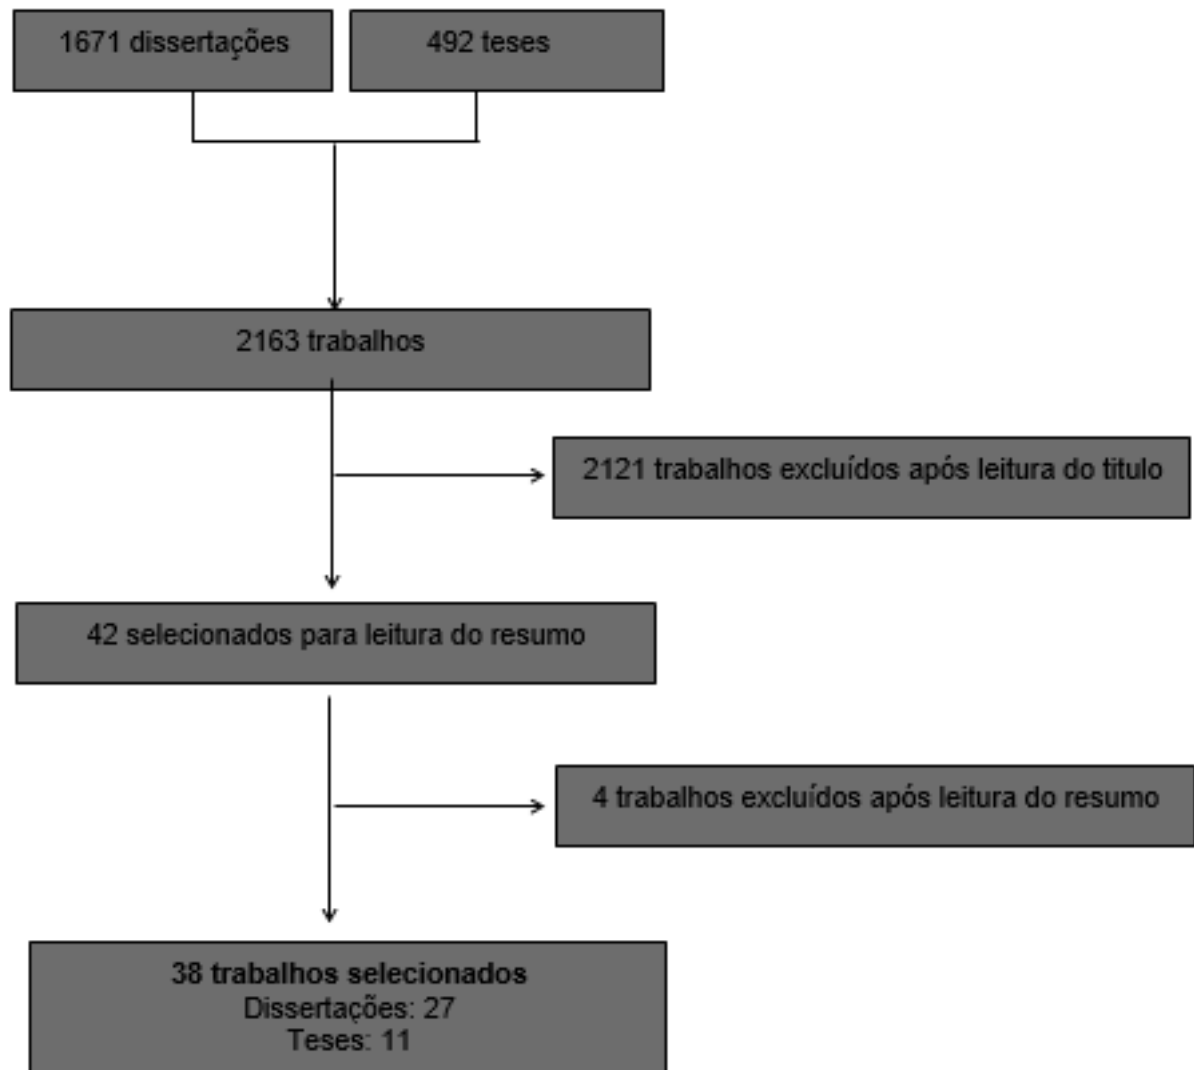 1671 dissertações
492 teses
2163 trabalhos
2121 trabalhos excluídos após leitura do titulo
42 selecionados para leitura do resumo
4 trabalhos excluídos após leitura do resumo
38 trabalhos selecionados
Dissertações: 27
Teses: 11